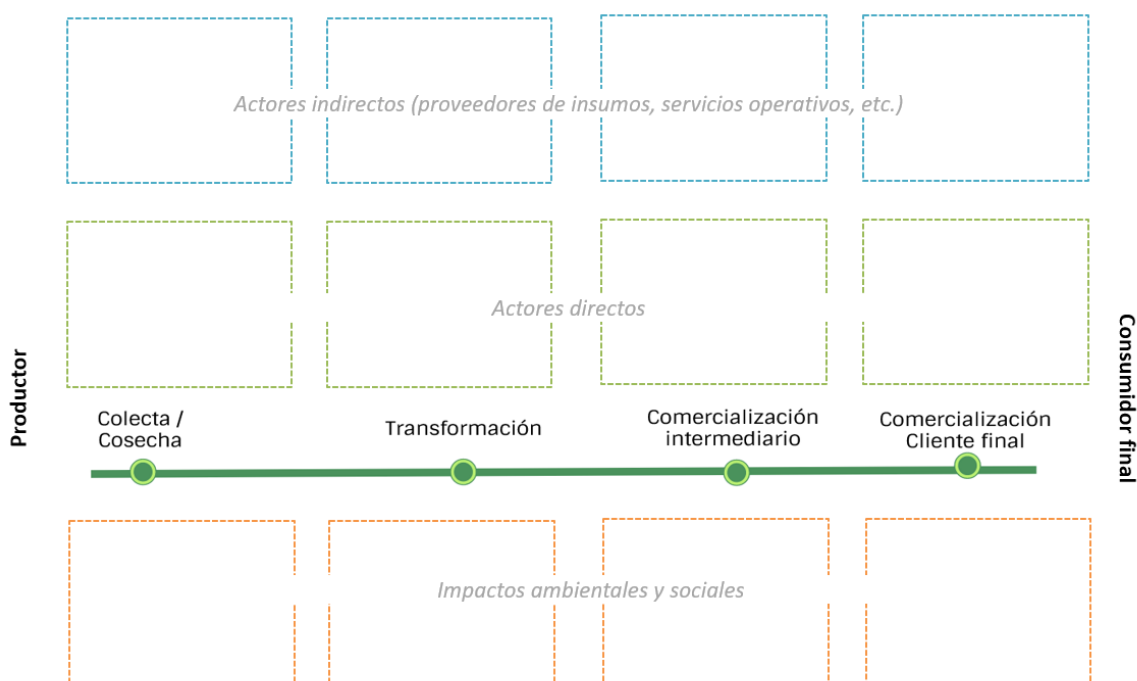 Actores indirectos (proveedores de insumos, servicios operativos, etc.)
Actores directos
Productor
Colecta /
Cosecha
Transformación
Comercialización
intermediario
Comercialización
Cliente final
Consumidor final
Impactos ambientales y sociales